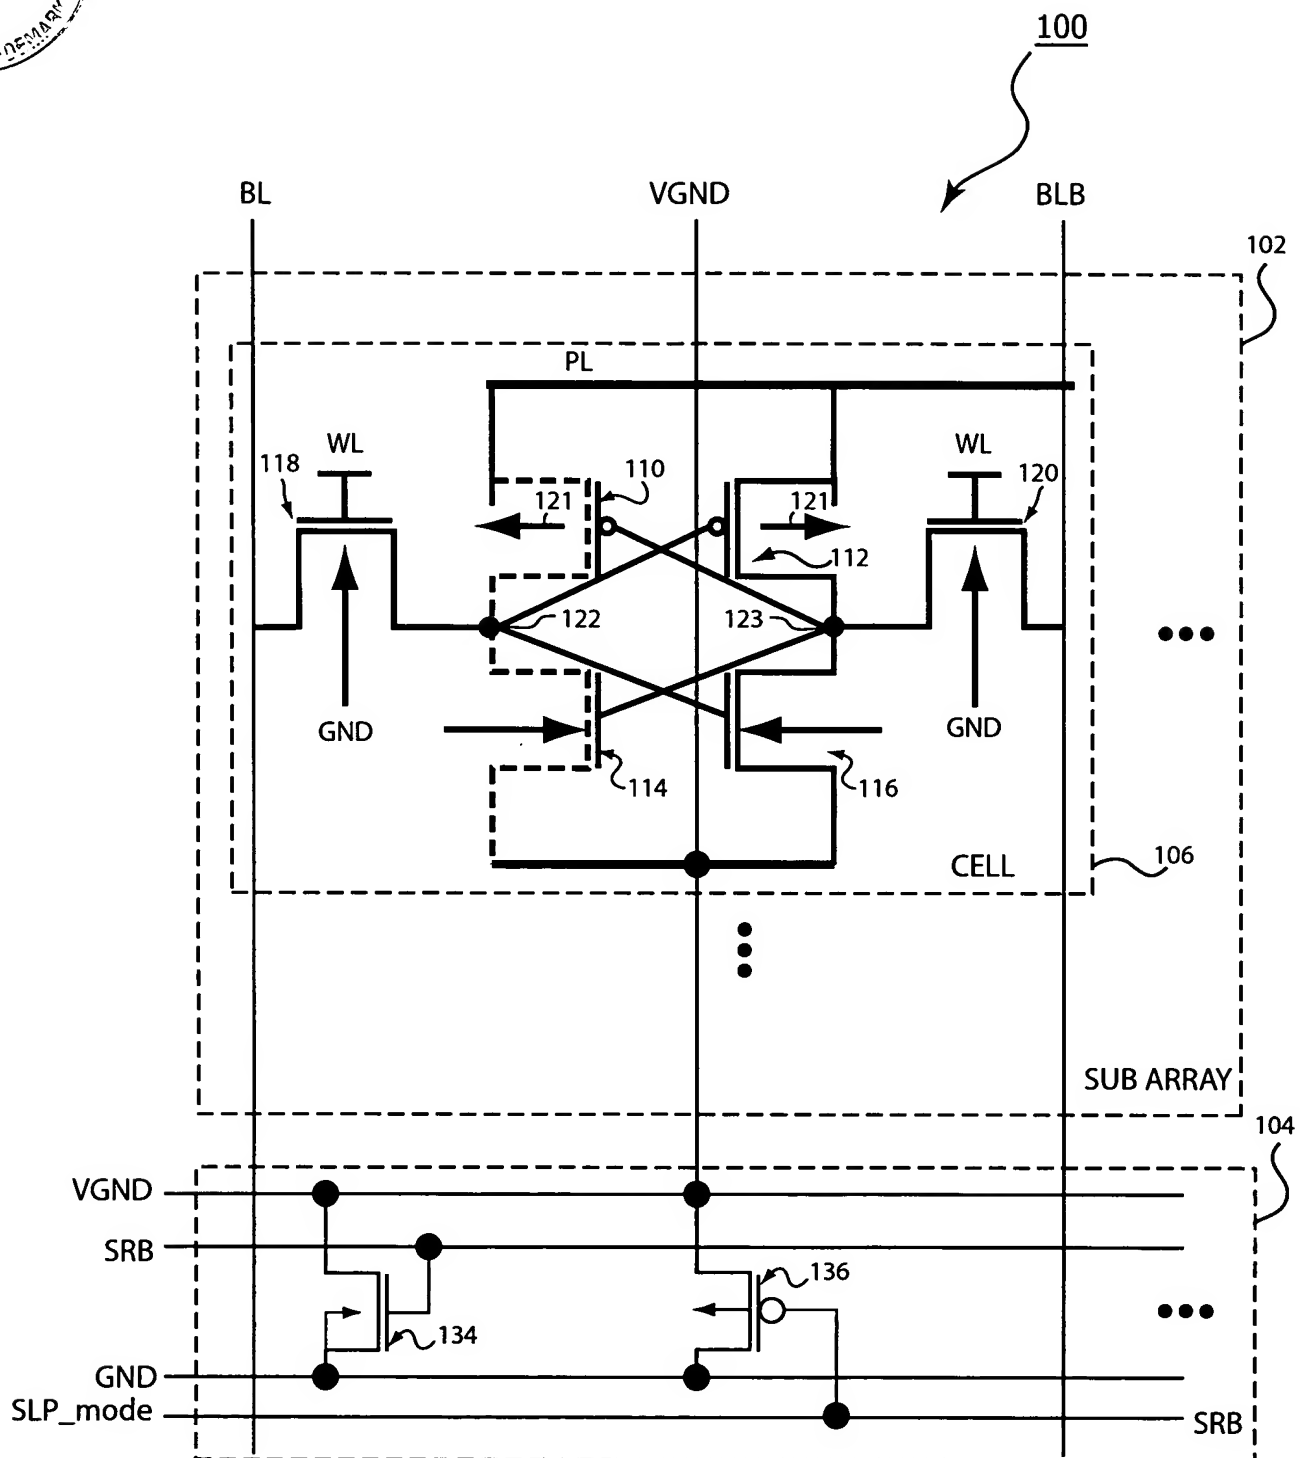 100
BL VGND BLB
102
PL
WL WL
118 110 120
121 121
112
122 123
GND GND
114 116
CELL 106
SUB ARRAY
104
VGND
SRB
136
134
GND
SLP_mode SRB